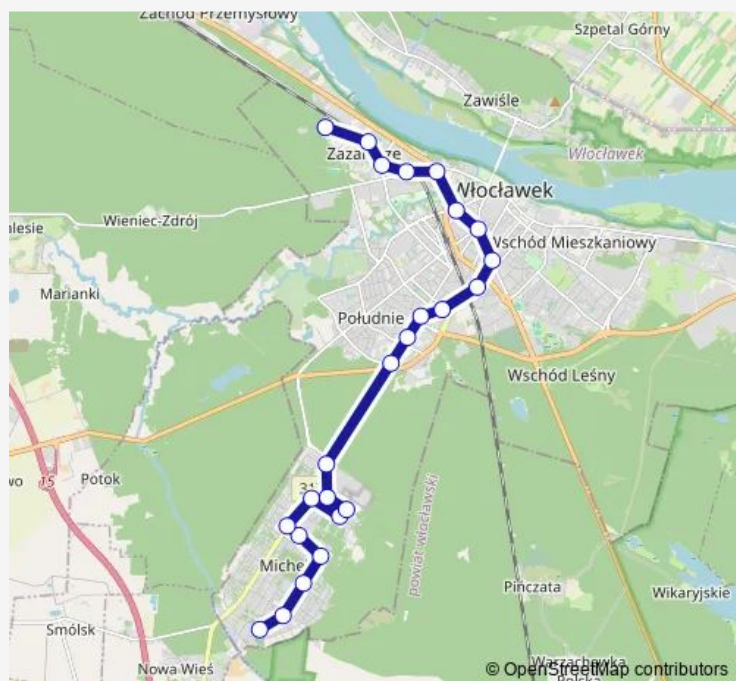 Zachód Przemysłowy
Szpetal Górny
Zawiśle
Włocławek
Włocławek
Wieniec-Zdrój
Wschód Mieszkaniowy
Marianki
Południe
Wschód Leśny
15
Potok
31
powiat włocławski
Pińczata
Wikaryjskie
Smólsk
Nowa Wieś
© OpenStreetMap contributors